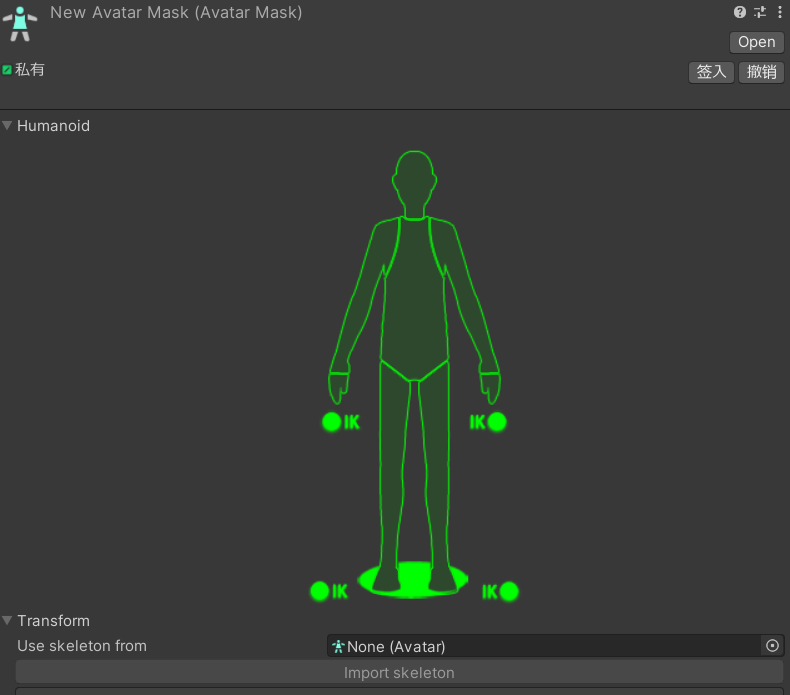 New Avatar Mask (Avatar Mask)
Open
私有
签入 撤销
Humanoid
IK IK
IK IK
Transform
Use skeleton from None (Avatar)
Import skeleton